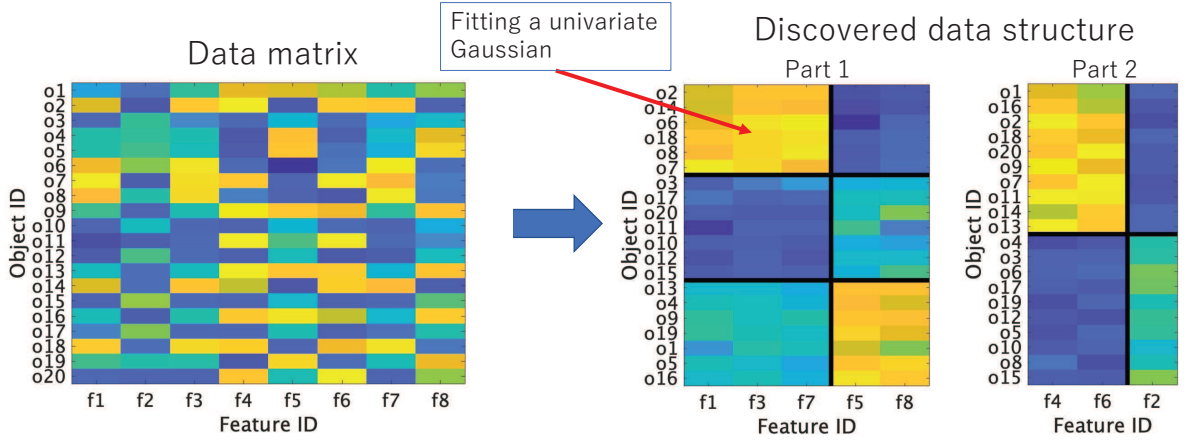 Fitting a univariate
Gaussian
Data matrix
Discovered data structure
Part 1
Part 2
Object ID
o1
o2
o3
o4
o5
o6
o7
o8
o9
o10
o11
o12
o13
o14
o15
o16
o17
o18
o19
o20
f1 f2 f3 f4 f5 f6 f7 f8
Feature ID
Object ID
o2
o14
o6
o18
o8
o7
o3
o17
o20
o11
o10
o12
o15
o13
o4
o9
o19
o1
o5
o16
f1 f3 f7 f5 f8
Feature ID
Object ID
o1
o16
o2
o18
o20
o9
o7
o11
o14
o13
o4
o3
o6
o17
o19
o12
o5
o10
o8
o15
f4 f6 f2
Feature ID